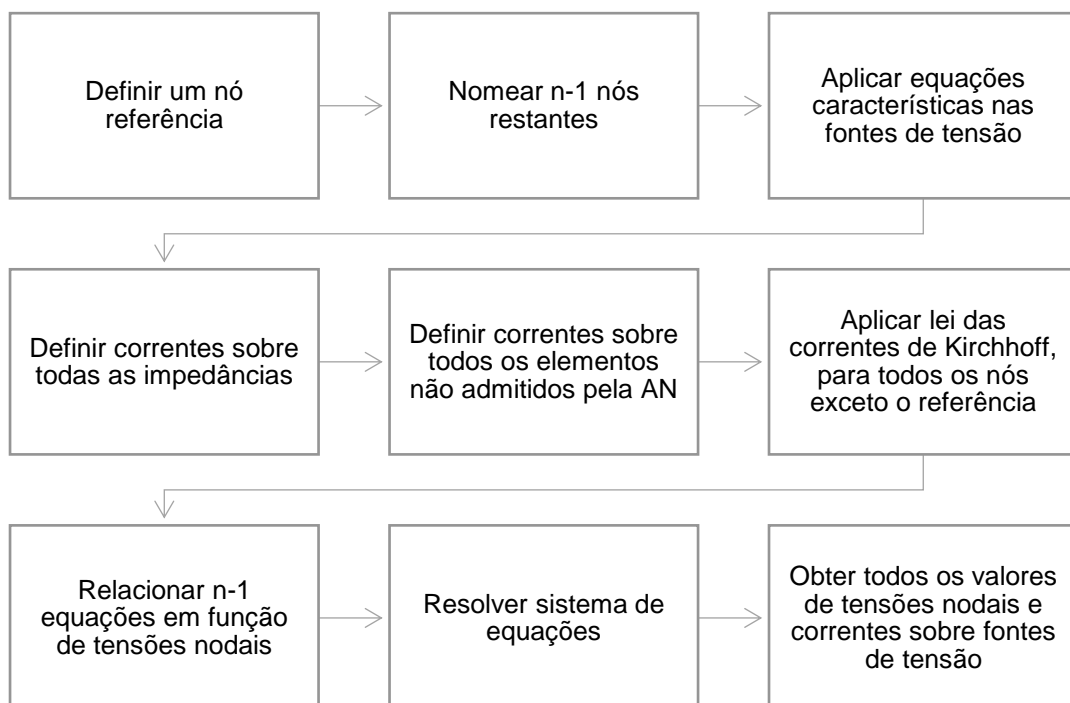 Definir um nó
referência
Nomear n-1 nós
restantes
Aplicar equações
características nas
fontes de tensão
Definir correntes sobre
todas as impedâncias
Definir correntes sobre
todos os elementos
não admitidos pela AN
Aplicar lei das
correntes de Kirchhoff,
para todos os nós
exceto o referência
Relacionar n-1
equações em função
de tensões nodais
Resolver sistema de
equações
Obter todos os valores
de tensões nodais e
correntes sobre fontes
de tensão